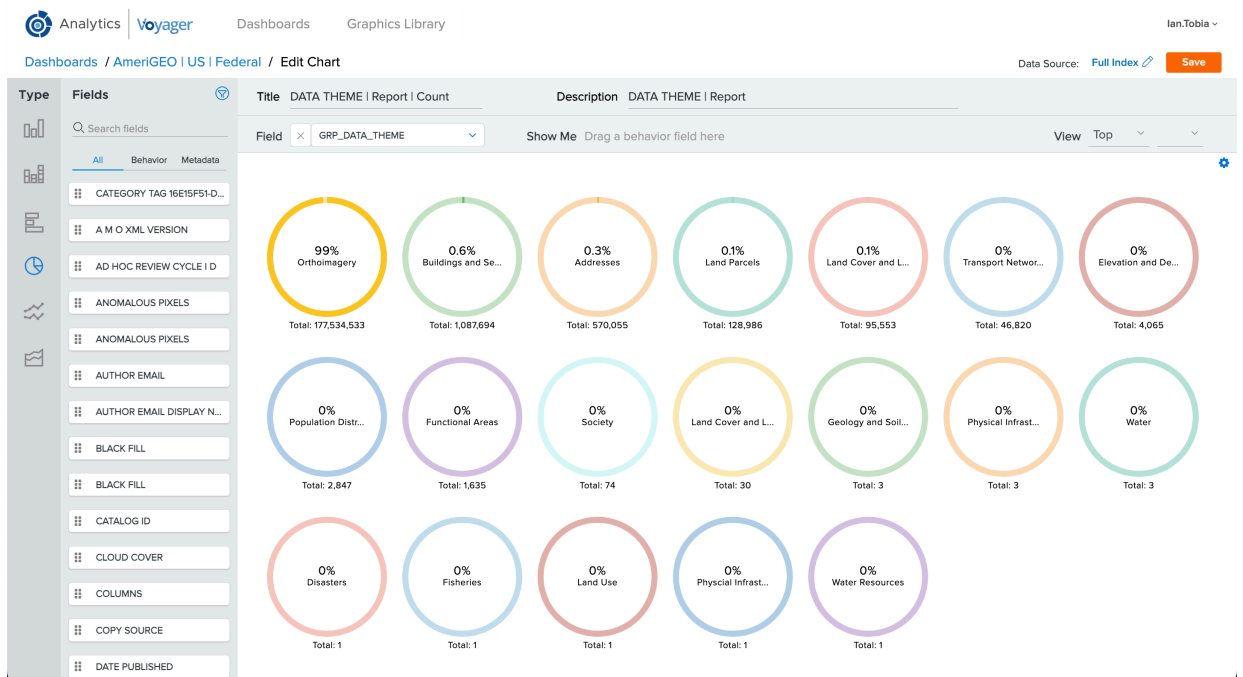 Analytics Voyager Dashboards Graphics Library Ian.Tobia
Dashboards / AmeriGEO | US | Federal / Edit Chart Data Source: Full Index Save
Type Fields Title DATA THEME | Report | Count Description DATA THEME | Report
Search fields
Field × GRP_DATA_THEME Show Me Drag a behavior field here View Top
All Behavior Metadata
CATEGORY TAG 16E15F51-D...
A M O XML VERSION
AD HOC REVIEW CYCLE I D
ANOMALOUS PIXELS
ANOMALOUS PIXELS
AUTHOR EMAIL
AUTHOR EMAIL DISPLAY N...
BLACK FILL
BLACK FILL
CATALOG ID
CLOUD COVER
COLUMNS
COPY SOURCE
DATE PUBLISHED
99% 0.6% 0.3% 0.1% 0.1% 0% 0%
Orthoimagery Buildings and Se... Addresses Land Parcels Land Cover and L... Transport Networ... Elevation and De...
Total: 177,534,533 Total: 1,087,694 Total: 570,055 Total: 128,986 Total: 95,553 Total: 46,820 Total: 4,065
0% 0% 0% 0% 0% 0% 0%
Population Distr... Functional Areas Society Land Cover and L... Geology and Soil... Physical Infrast... Water
Total: 2,847 Total: 1,635 Total: 74 Total: 30 Total: 3 Total: 3 Total: 3
0% 0% 0% 0% 0%
Disasters Fisheries Land Use Physcial Infrast... Water Resources
Total: 1 Total: 1 Total: 1 Total: 1 Total: 1